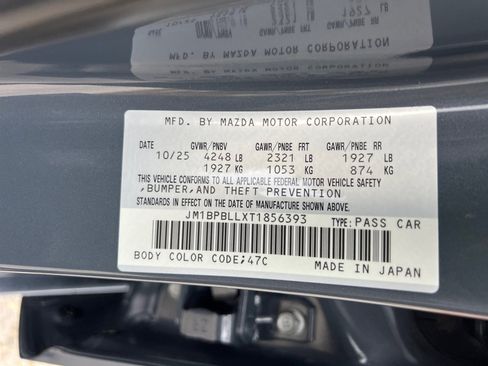 MFD. BY MAZDA MOTOR CORPORATION
DATE GVWR/PNBV GAWR/PNBE FRT GAWR/PNBE RR
10/25 4248 LB 2321 LB 1927 LB
1927 KG 1053 KG 874 KG
THIS VEHICLE CONFORMS TO ALL APPLICABLE FEDERAL MOTOR VEHICLE SAFETY
,BUMPER,AND THEFT PREVENTION
STANDARDS IN EFFECT ON THE DATE OF MANUFACTURE SHOWN ABOVE.
JM1BPBLLXT1856393 TYPE:PASS CAR
BODY COLOR CODE;47C MADE IN JAPAN